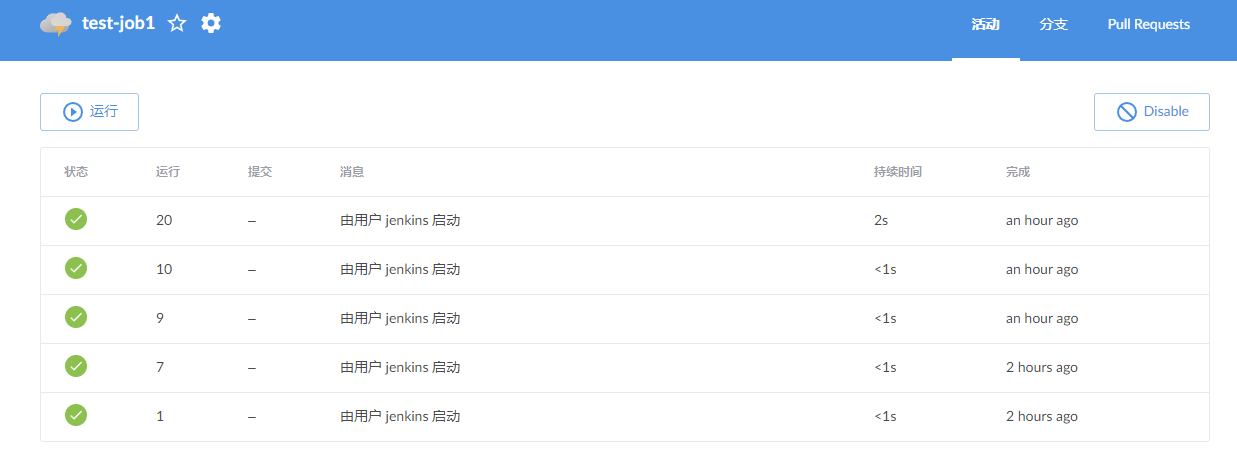 test-job1 活动 分支 Pull Requests
运行 Disable
状态 运行 提交 消息 持续时间 完成
20 – 由用户 jenkins 启动 2s an hour ago
10 – 由用户 jenkins 启动 <1s an hour ago
9 – 由用户 jenkins 启动 <1s an hour ago
7 – 由用户 jenkins 启动 <1s 2 hours ago
1 – 由用户 jenkins 启动 <1s 2 hours ago